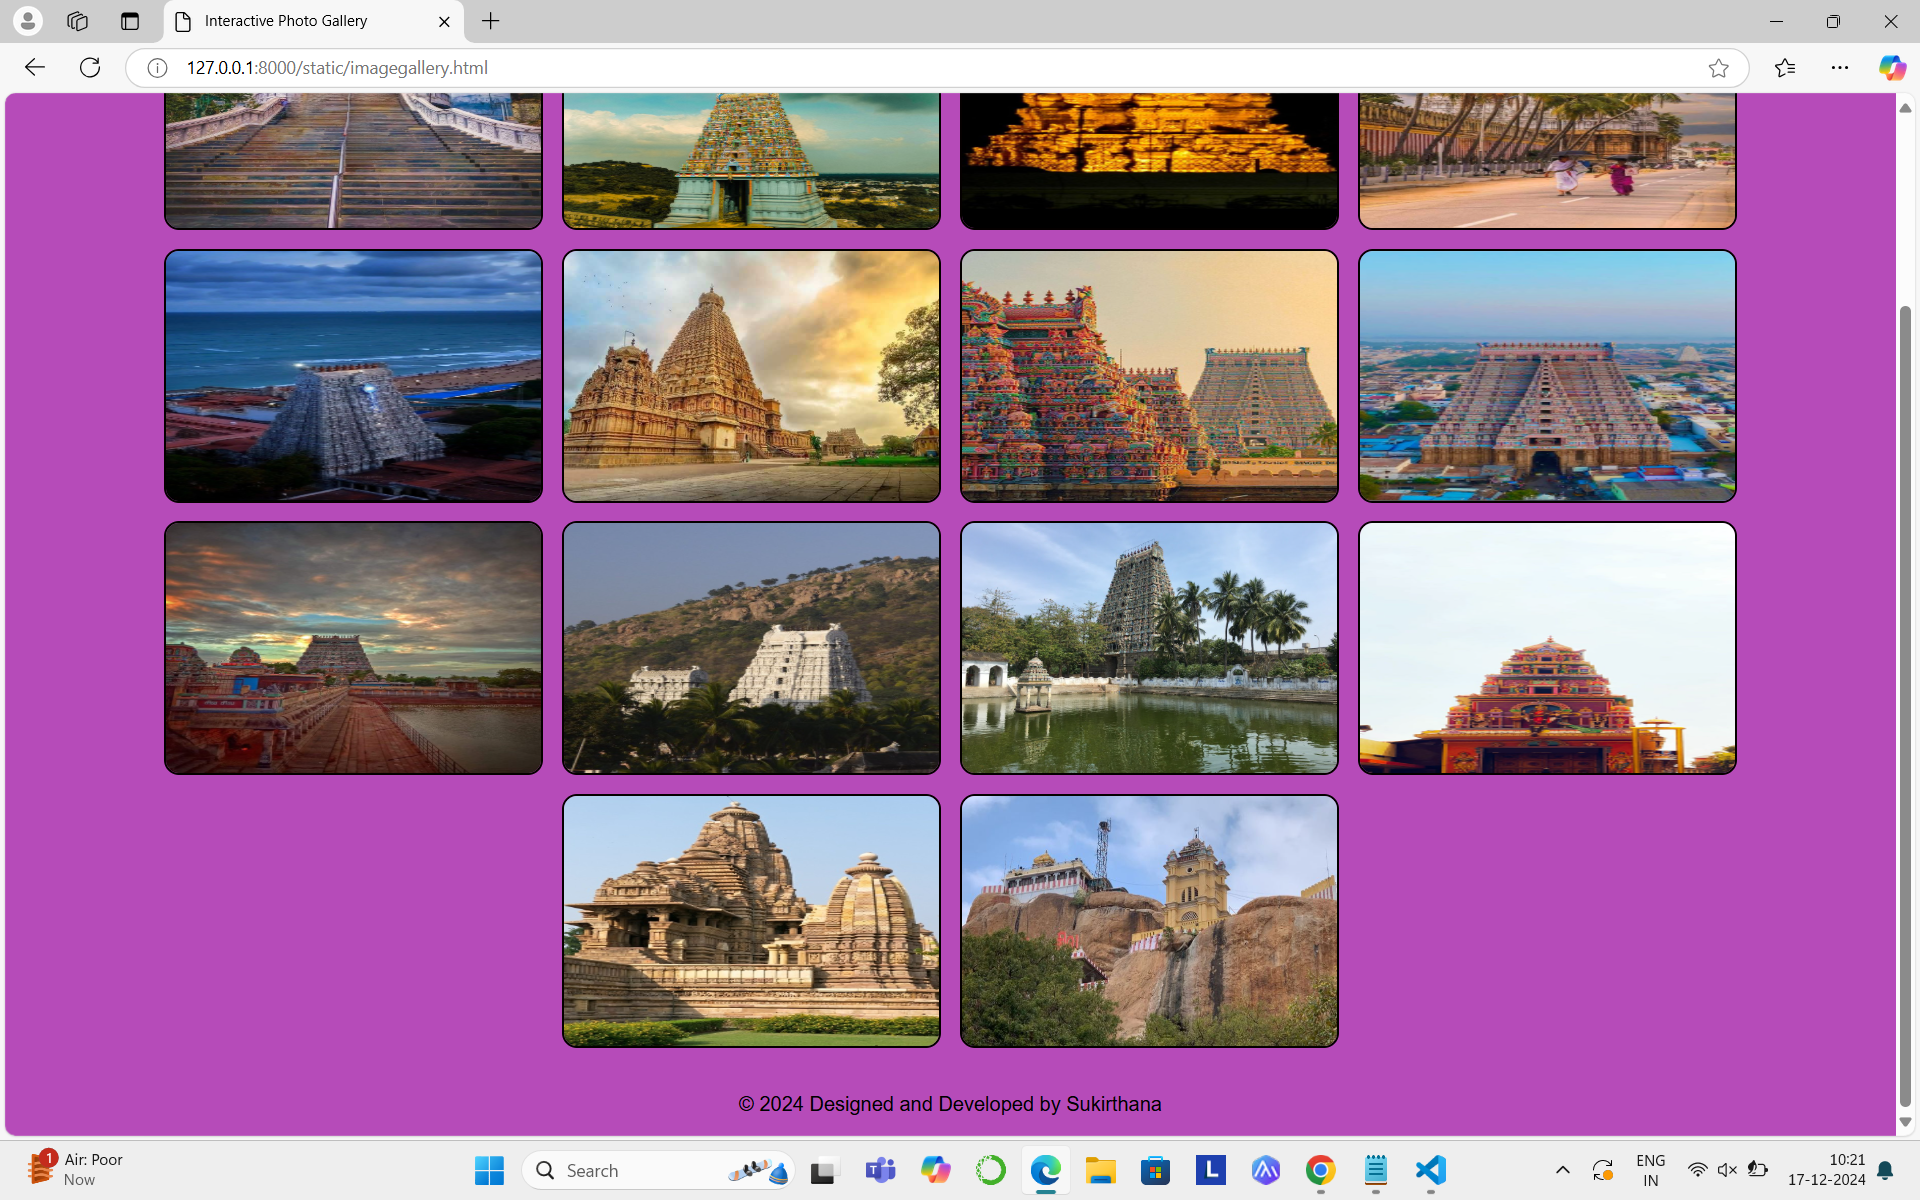 Interactive Photo Gallery
127.0.0.1:8000/static/imagegallery.html
© 2024 Designed and Developed by Sukirthana
1
Air: Poor
Now
Search
L
ENG
IN
10:21
17-12-2024